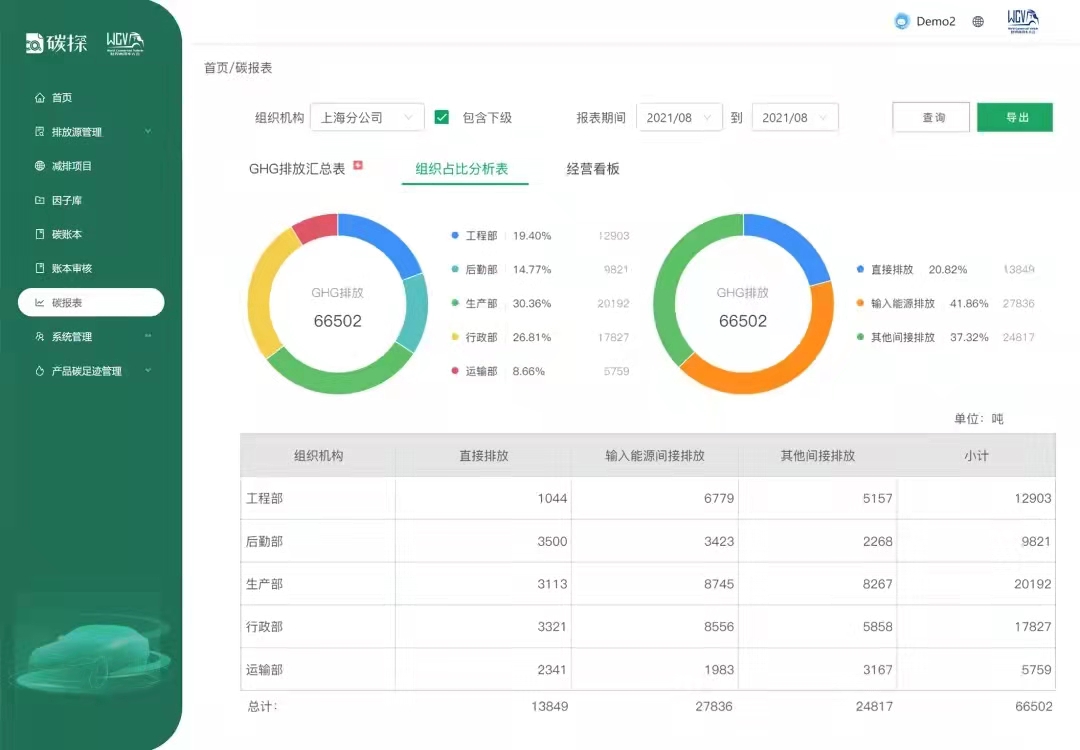 碳探 WCV
Demo2 WCV
首页
排放源管理
减排项目
因子库
碳账本
账本审核
碳报表
系统管理
产品碳足迹管理
首页/碳报表
组织机构 上海分公司 包含下级 报表期间 2021/08 到 2021/08 查询 导出
GHG排放汇总表 组织占比分析表 经营看板
GHG排放
66502
工程部 19.40% 12903
后勤部 14.77% 9821
生产部 30.36% 20192
行政部 26.81% 17827
运输部 8.66% 5759
GHG排放
66502
直接排放 20.82% 13849
输入能源排放 41.86% 27836
其他间接排放 37.32% 24817
单位：吨
组织机构 直接排放 输入能源间接排放 其他间接排放 小计
工程部 1044 6779 5157 12903
后勤部 3500 3423 2268 9821
生产部 3113 8745 8267 20192
行政部 3321 8556 5858 17827
运输部 2341 1983 3167 5759
总计： 13849 27836 24817 66502